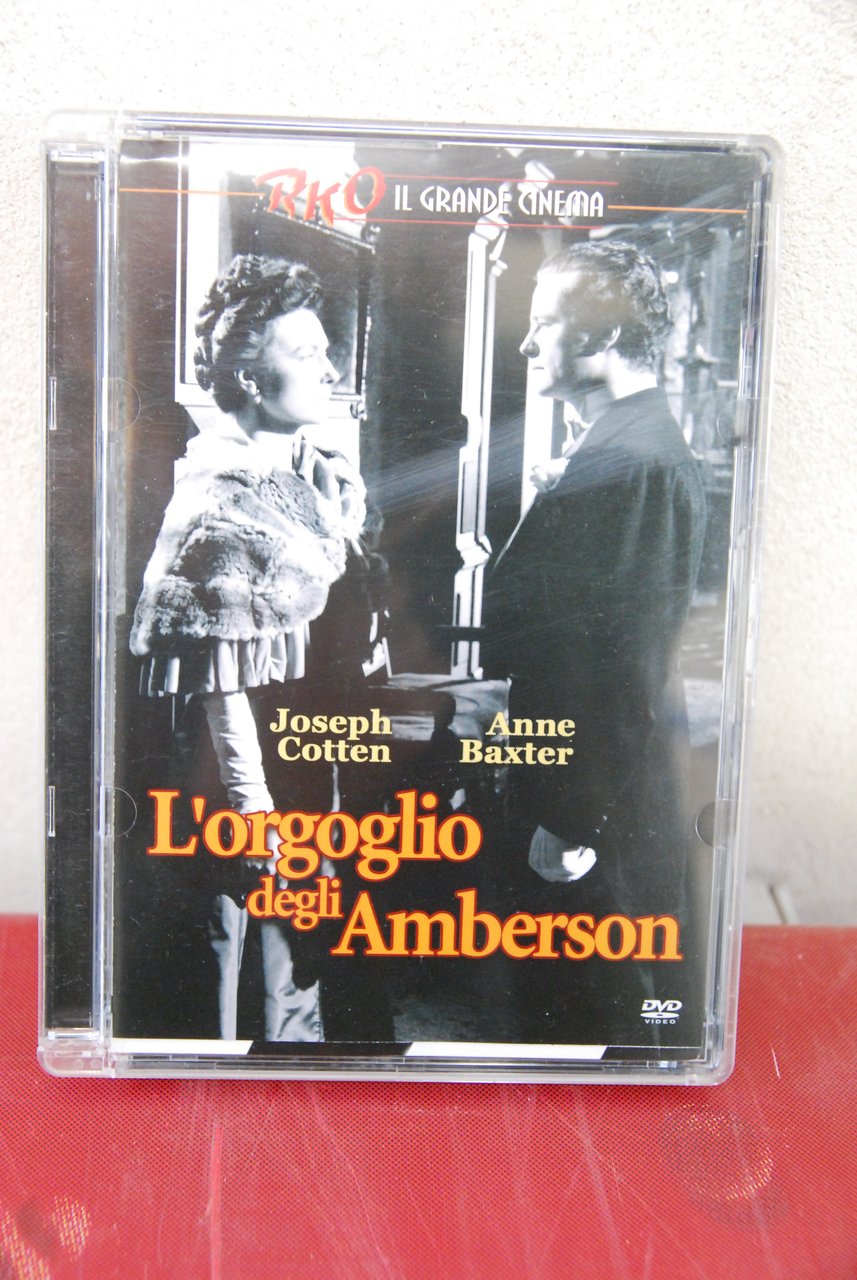 RKO IL GRANDE CINEMA
Joseph Cotten
Anne Baxter
L'orgoglio
degli Amberson
DVD
VIDEO